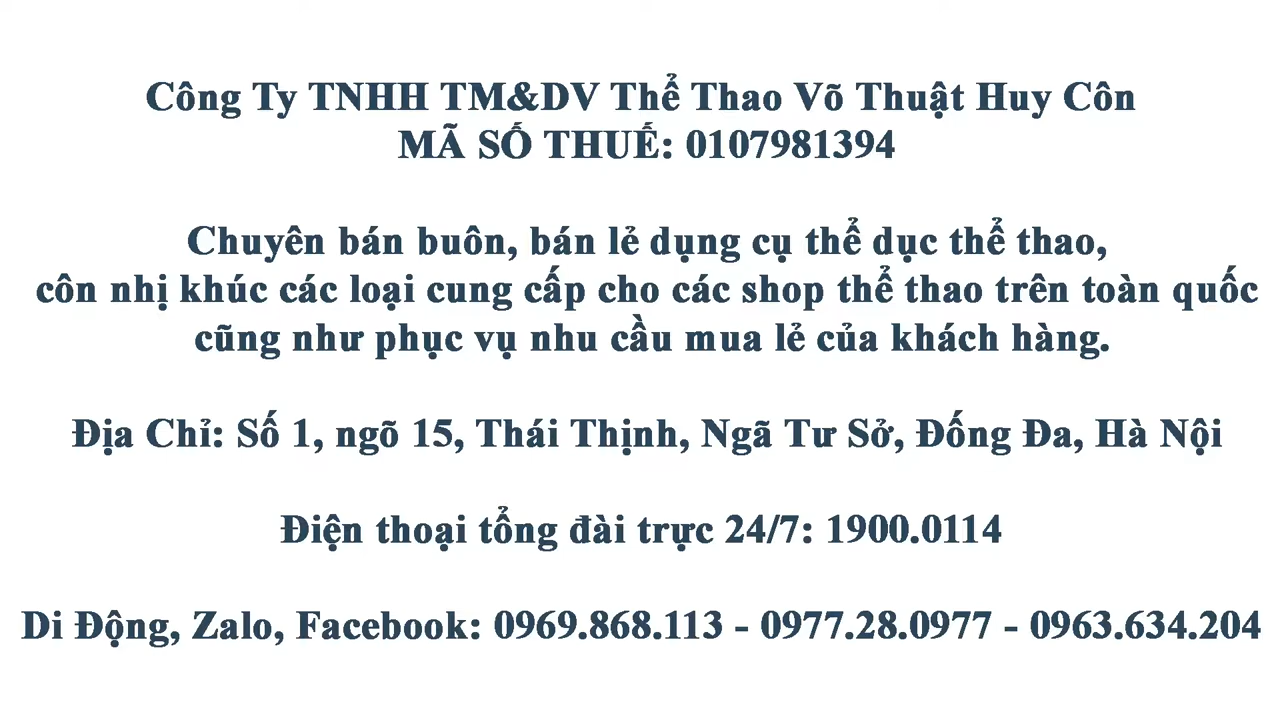 Công Ty TNHH TM&DV Thể Thao Võ Thuật Huy Côn
MÃ SỐ THUẾ: 0107981394
Chuyên bán buôn, bán lẻ dụng cụ thể dục thể thao,
côn nhị khúc các loại cung cấp cho các shop thể thao trên toàn quốc
cũng như phục vụ nhu cầu mua lẻ của khách hàng.
Địa Chỉ: Số 1, ngõ 15, Thái Thịnh, Ngã Tư Sở, Đống Đa, Hà Nội
Điện thoại tổng đài trực 24/7: 1900.0114
Di Động, Zalo, Facebook: 0969.868.113 - 0977.28.0977 - 0963.634.204